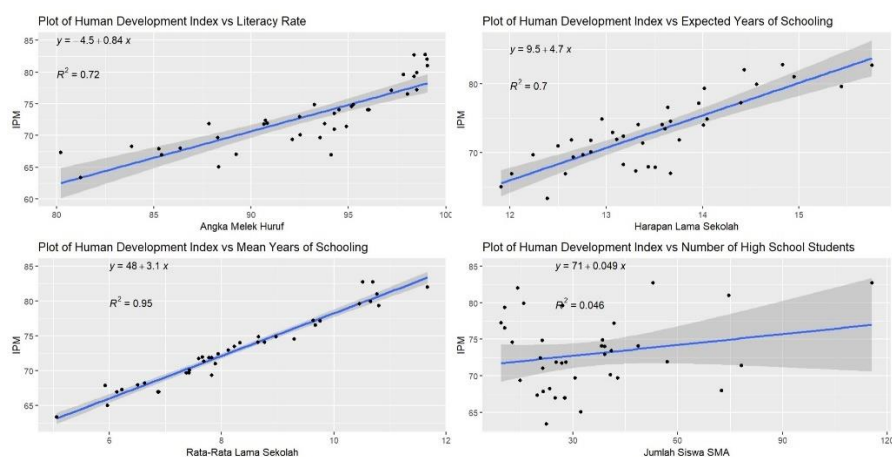 Plot of Human Development Index vs Literacy Rate
y = −4.5 + 0.84 x
R² = 0.72
85
80
75
70
65
60
IPM
80
85
90
95
100
Angka Melek Huruf
Plot of Human Development Index vs Expected Years of Schooling
y = 9.5 + 4.7 x
R² = 0.7
80
70
IPM
12
13
14
15
Harapan Lama Sekolah
Plot of Human Development Index vs Mean Years of Schooling
y = 48 + 3.1 x
R² = 0.95
85
80
75
70
65
IPM
6
8
10
12
Rata-Rata Lama Sekolah
Plot of Human Development Index vs Number of High School Students
y = 71 + 0.049 x
R² = 0.046
85
80
75
70
65
IPM
30
60
90
120
Jumlah Siswa SMA